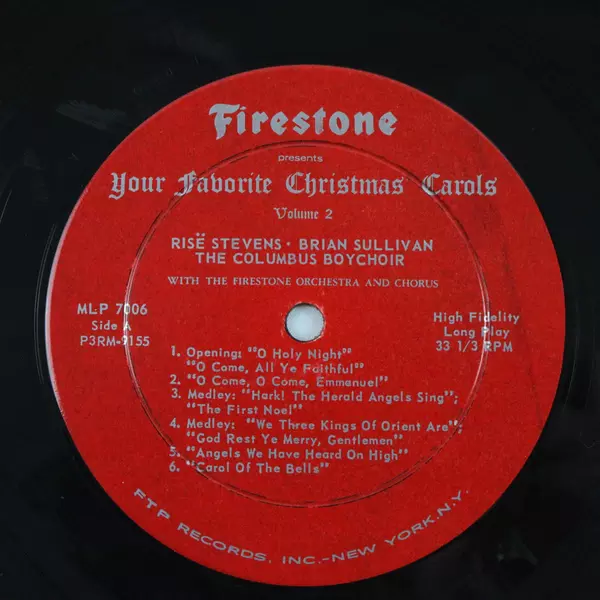 Firestone
presents
Your Favorite Christmas Carols
Volume 2
RISË STEVENS · BRIAN SULLIVAN
THE COLUMBUS BOYCHOIR
WITH THE FIRESTONE ORCHESTRA AND CHORUS
MLP 7006
Side A
P3RM-9155
High Fidelity
Long Play
33 1/3 RPM
1. Opening: "O Holy Night"
"O Come, All Ye Faithful"
2. "O Come, O Come, Emmanuel"
3. Medley: "Hark! The Herald Angels Sing";
"The First Noel"
4. Medley: "We Three Kings Of Orient Are";
"God Rest Ye Merry, Gentlemen"
5. "Angels We Have Heard On High"
6. "Carol Of The Bells"
FTP RECORDS, INC.-NEW YORK.N.Y.